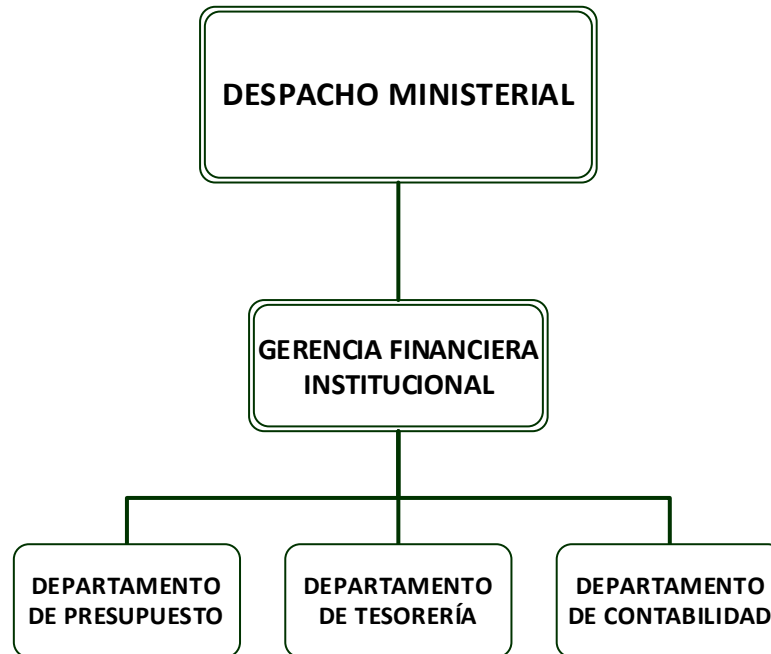 DESPACHO MINISTERIAL
GERENCIA FINANCIERA
INSTITUCIONAL
DEPARTAMENTO
DE PRESUPUESTO
DEPARTAMENTO
DE TESORERÍA
DEPARTAMENTO
DE CONTABILIDAD